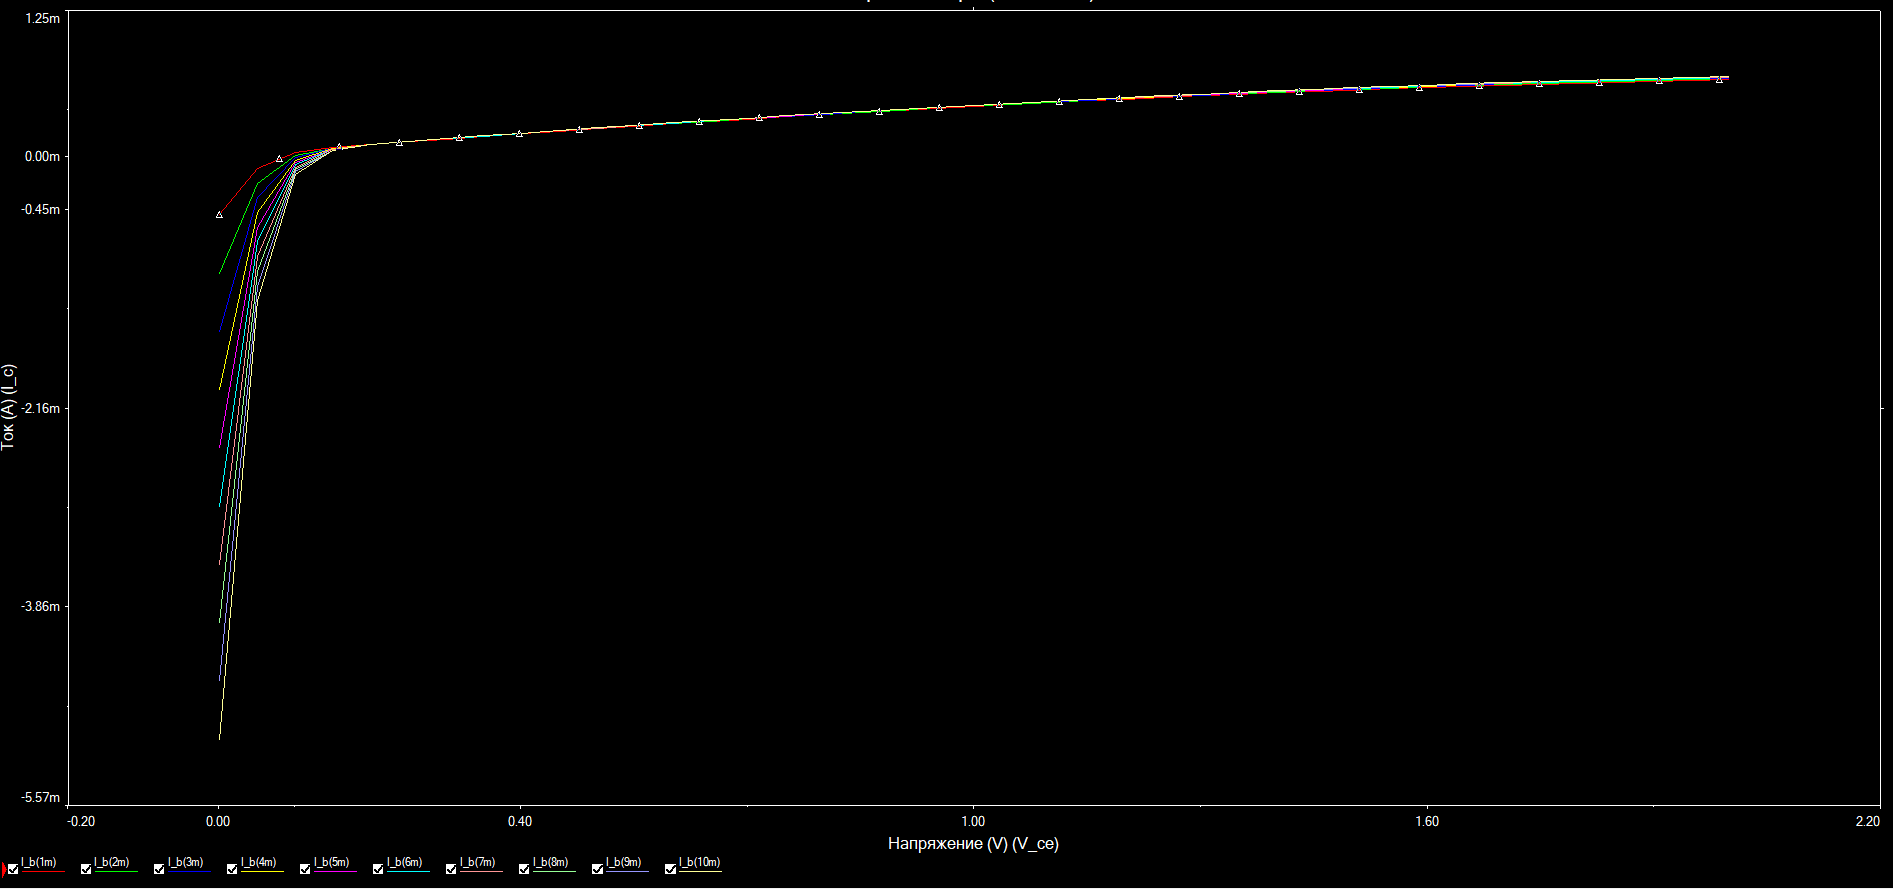 1.25m
0.00m
-0.45m
-2.16m
-3.86m
-5.57m
Ток (A) (I_c)
-0.20 0.00 0.40 1.00 1.60 2.20
Напряжение (V) (V_ce)
I_b(1m) I_b(2m) I_b(3m) I_b(4m) I_b(5m) I_b(6m) I_b(7m) I_b(8m) I_b(9m) I_b(10m)